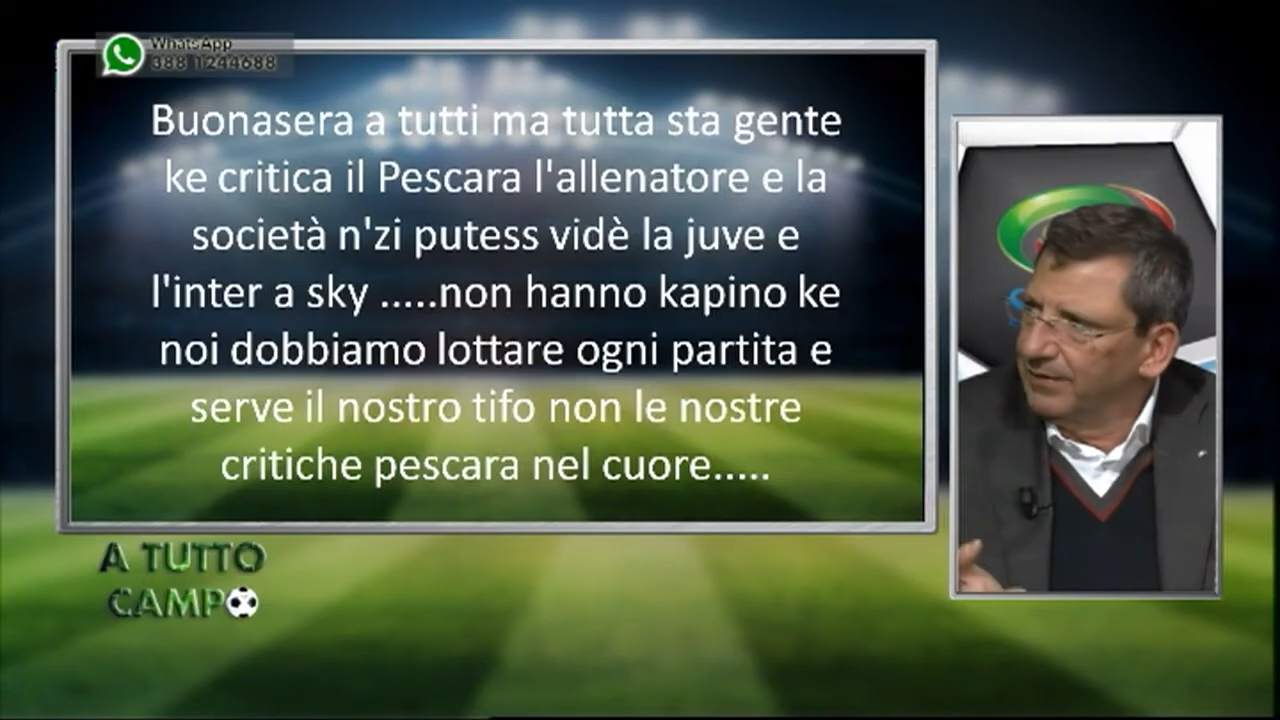 WhatsApp
388 1244688
Buonasera a tutti ma tutta sta gente
ke critica il Pescara l'allenatore e la
società n'zi putess vidè la juve e
l'inter a sky .....non hanno kapino ke
noi dobbiamo lottare ogni partita e
serve il nostro tifo non le nostre
critiche pescara nel cuore.....
A TUTTO
CAMPO